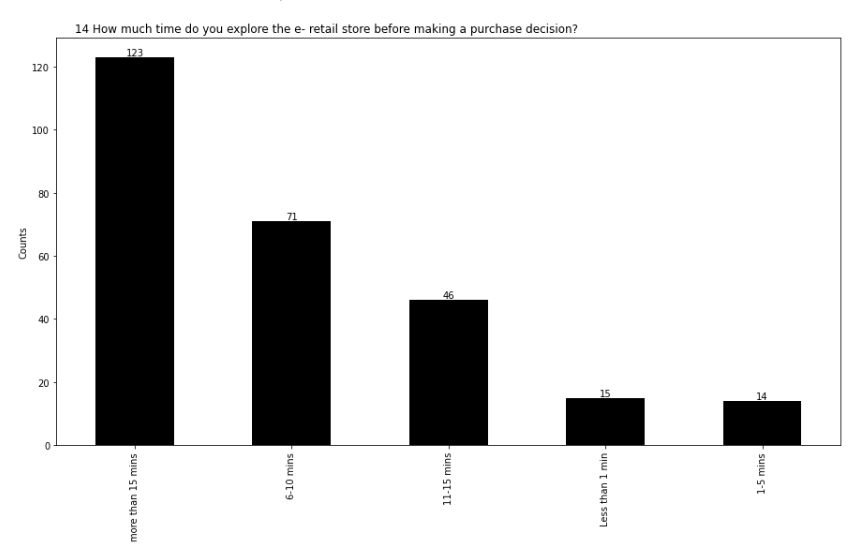 14 How much time do you explore the e- retail store before making a purchase decision?
123
120
100
80
71
60
Counts
46
40
20
15
14
0
more than 15 mins
6-10 mins
11-15 mins
Less than 1 min
1-5 mins